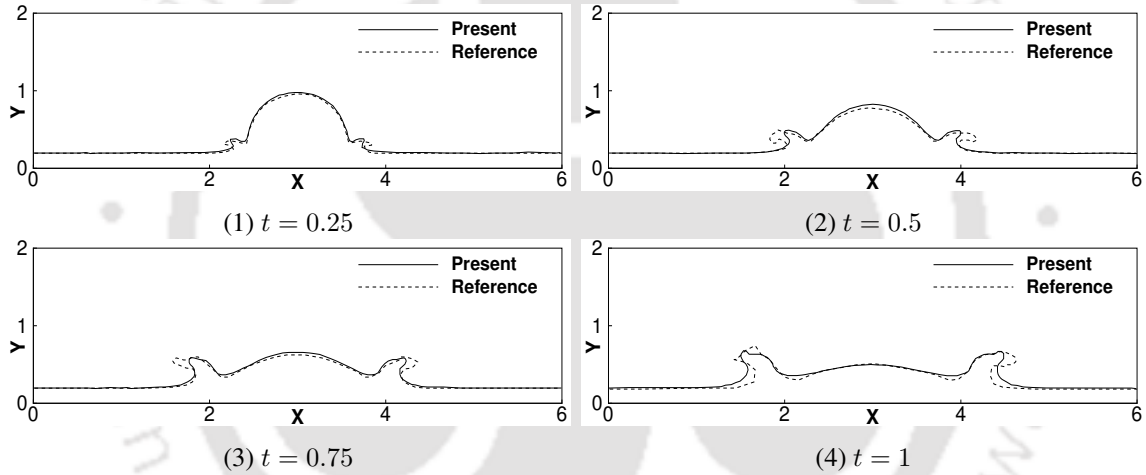 2
Present
Reference
Y
1
0
0
2
X
4
6
(1) t = 0.25
2
Present
Reference
Y
1
0
0
2
X
4
6
(2) t = 0.5
2
Present
Reference
Y
1
0
0
2
X
4
6
(3) t = 0.75
2
Present
Reference
Y
1
0
0
2
X
4
6
(4) t = 1